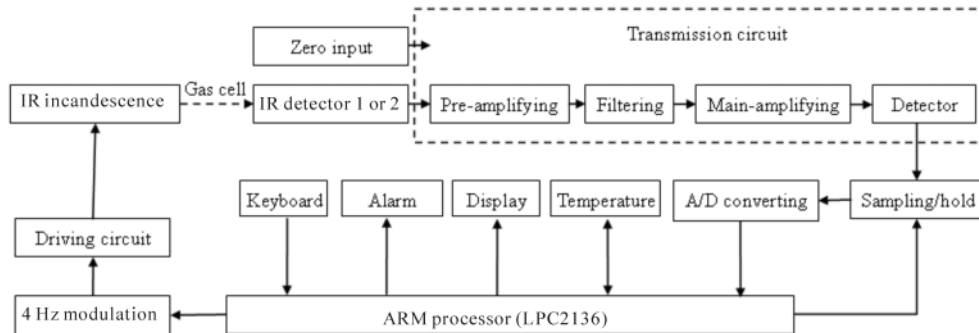 Zero input
Transmission circuit
IR incandescence
Gas cell
IR detector 1 or 2
Pre-amplifying
Filtering
Main-amplifying
Detector
Keyboard
Alarm
Display
Temperature
A/D converting
Sampling/hold
Driving circuit
4 Hz modulation
ARM processor (LPC2136)